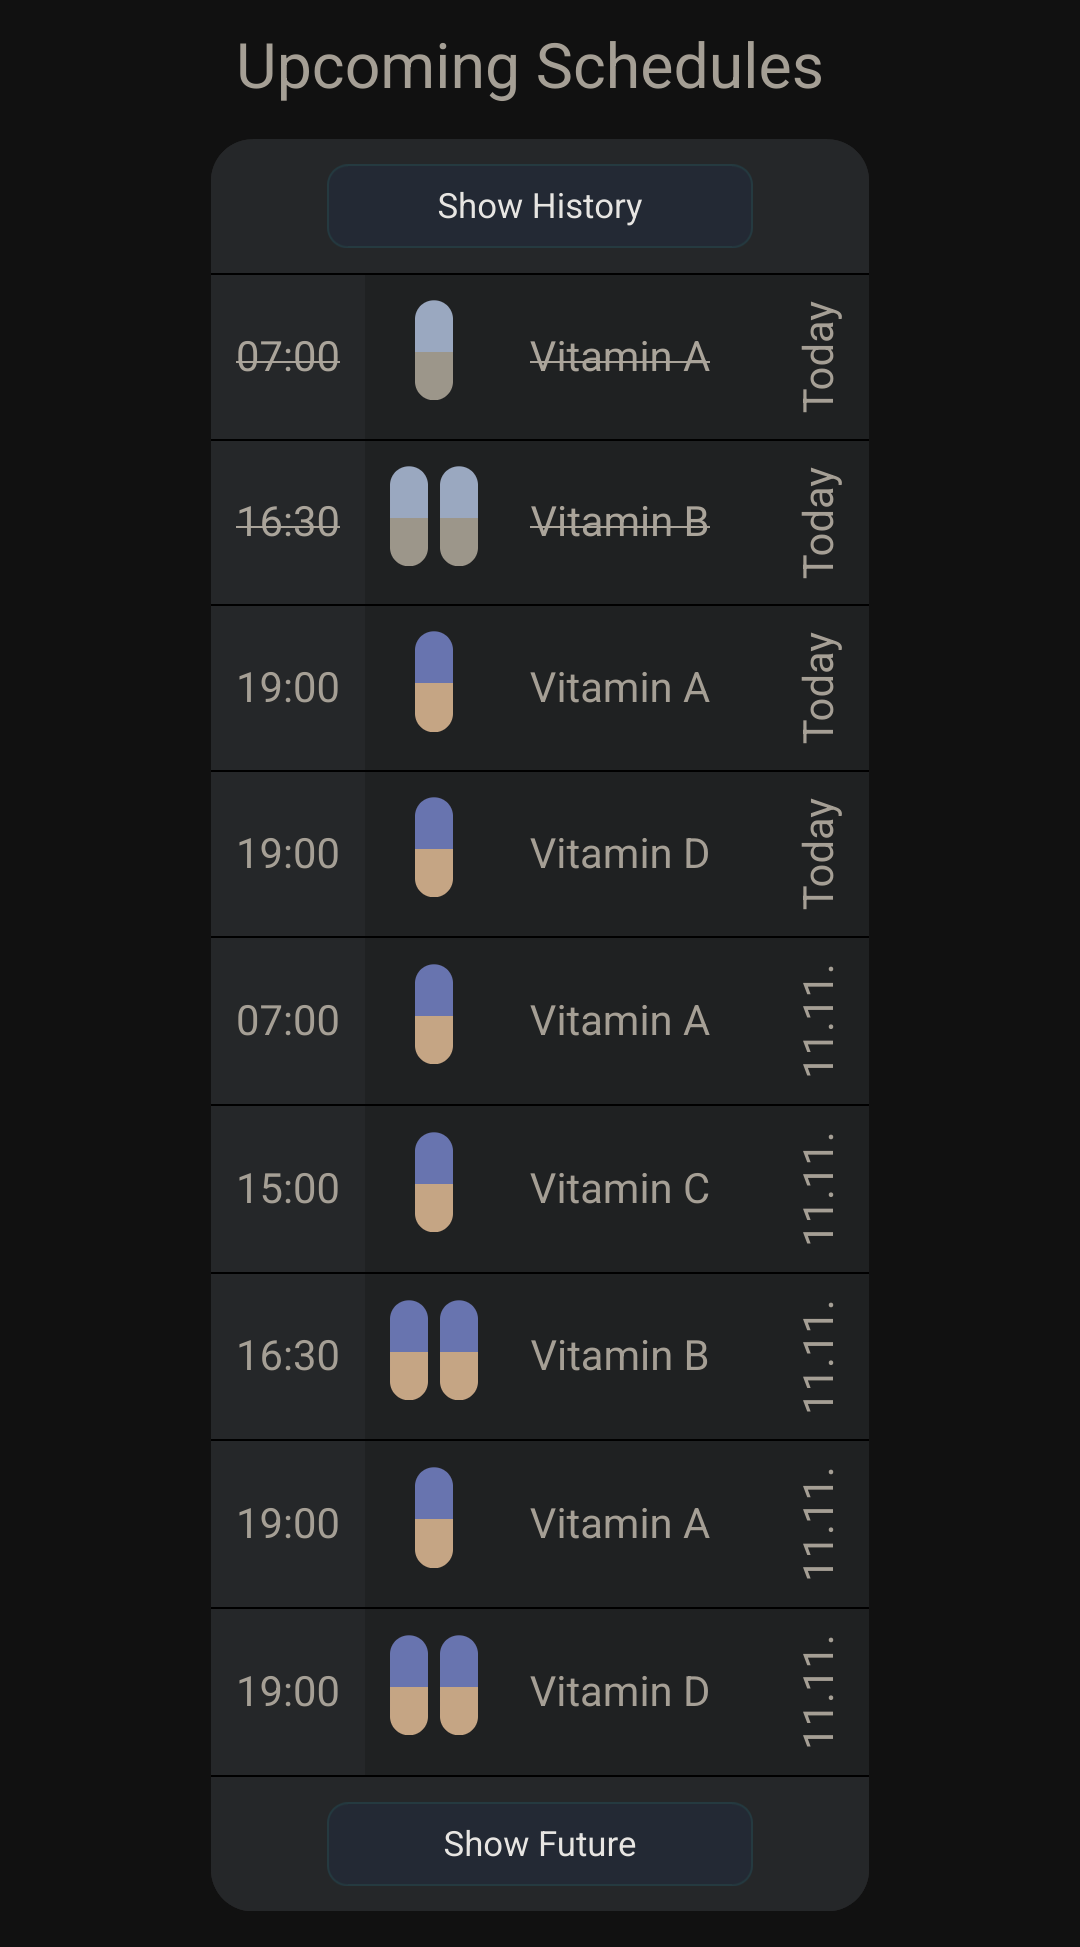 Upcoming Schedules
Show History
07:00 Vitamin A Today
16:30 Vitamin B Today
19:00 Vitamin A Today
19:00 Vitamin D Today
07:00 Vitamin A 11.11.
15:00 Vitamin C 11.11.
16:30 Vitamin B 11.11.
19:00 Vitamin A 11.11.
19:00 Vitamin D 11.11.
Show Future